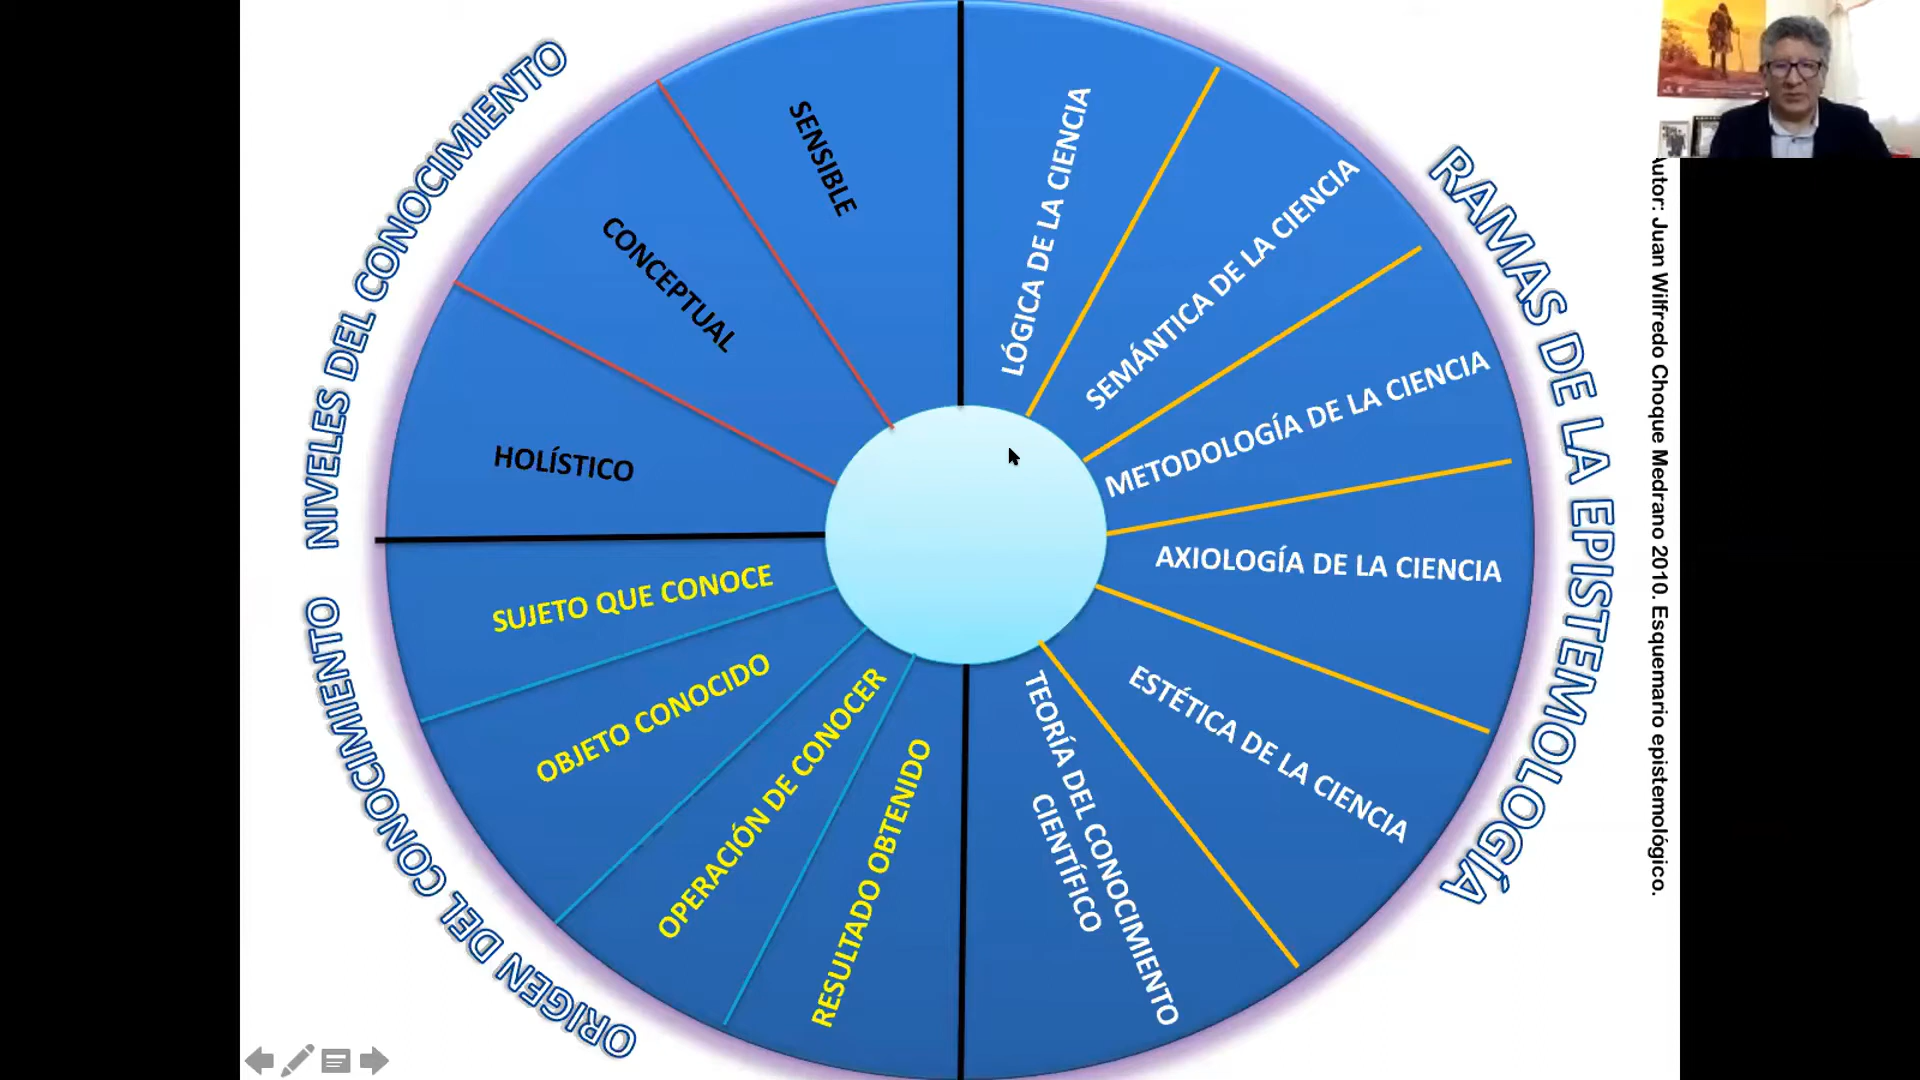 NIVELES DEL CONOCIMIENTO
SENSIBLE
CONCEPTUAL
HOLÍSTICO
ORIGIEN DEL CONOCIMIENTO
SUJETO QUE CONOCE
OBJETO CONOCIDO
OPERACIÓN DE CONOCER
RESULTADO OBTENIDO
RAMAS DE LA EPISTEMOLOGÍA
LÓGICA DE LA CIENCIA
SEMÁNTICA DE LA CIENCIA
METODOLOGÍA DE LA CIENCIA
AXIOLOGÍA DE LA CIENCIA
ESTÉTICA DE LA CIENCIA
TEORÍA DEL CONOCIMIENTO
CIENTÍFICO
Autor: Juan Wilfredo Choque Medrano 2010. Esquemario epistemológico.